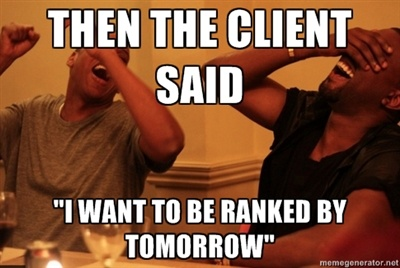 THEN THE CLIENT
SAID
"I WANT TO BE RANKED BY
TOMORROW"
memegenerator.net